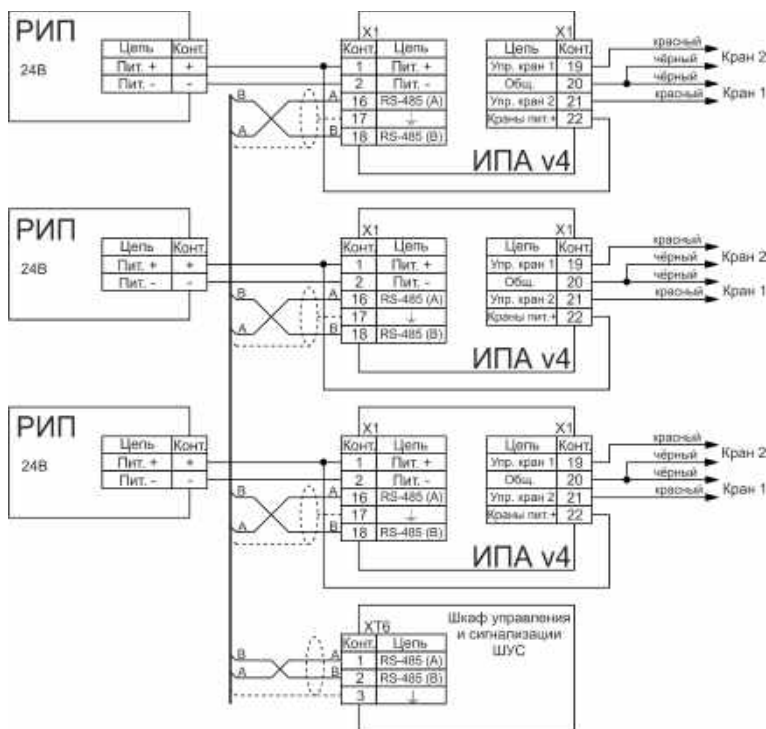 РИП
24В
Цепь Конт.
Пит. + +
Пит. - -
X1
Конт. Цепь
1 Пит. +
2 Пит. -
16 RS-485 (A)
17
18 RS-485 (B)
B A
A B
X1
Цепь Конт.
Упр. кран 1 19
Общ. 20
Упр. кран 2 21
Краны пит.+ 22
ИПА v4
красный
чёрный
Кран 2
чёрный
красный
Кран 1
РИП
24В
Цепь Конт.
Пит. + +
Пит. - -
X1
Конт. Цепь
1 Пит. +
2 Пит. -
16 RS-485 (A)
17
18 RS-485 (B)
B A
A B
X1
Цепь Конт.
Упр. кран 1 19
Общ. 20
Упр. кран 2 21
Краны пит.+ 22
ИПА v4
красный
чёрный
Кран 2
чёрный
красный
Кран 1
РИП
24В
Цепь Конт.
Пит. + +
Пит. - -
X1
Конт. Цепь
1 Пит. +
2 Пит. -
16 RS-485 (A)
17
18 RS-485 (B)
B A
A B
X1
Цепь Конт.
Упр. кран 1 19
Общ. 20
Упр. кран 2 21
Краны пит.+ 22
ИПА v4
красный
чёрный
Кран 2
чёрный
красный
Кран 1
XT6
Конт. Цепь
1 RS-485 (A)
2 RS-485 (B)
3
B A
A B
Шкаф управления
и сигнализации
ШУС